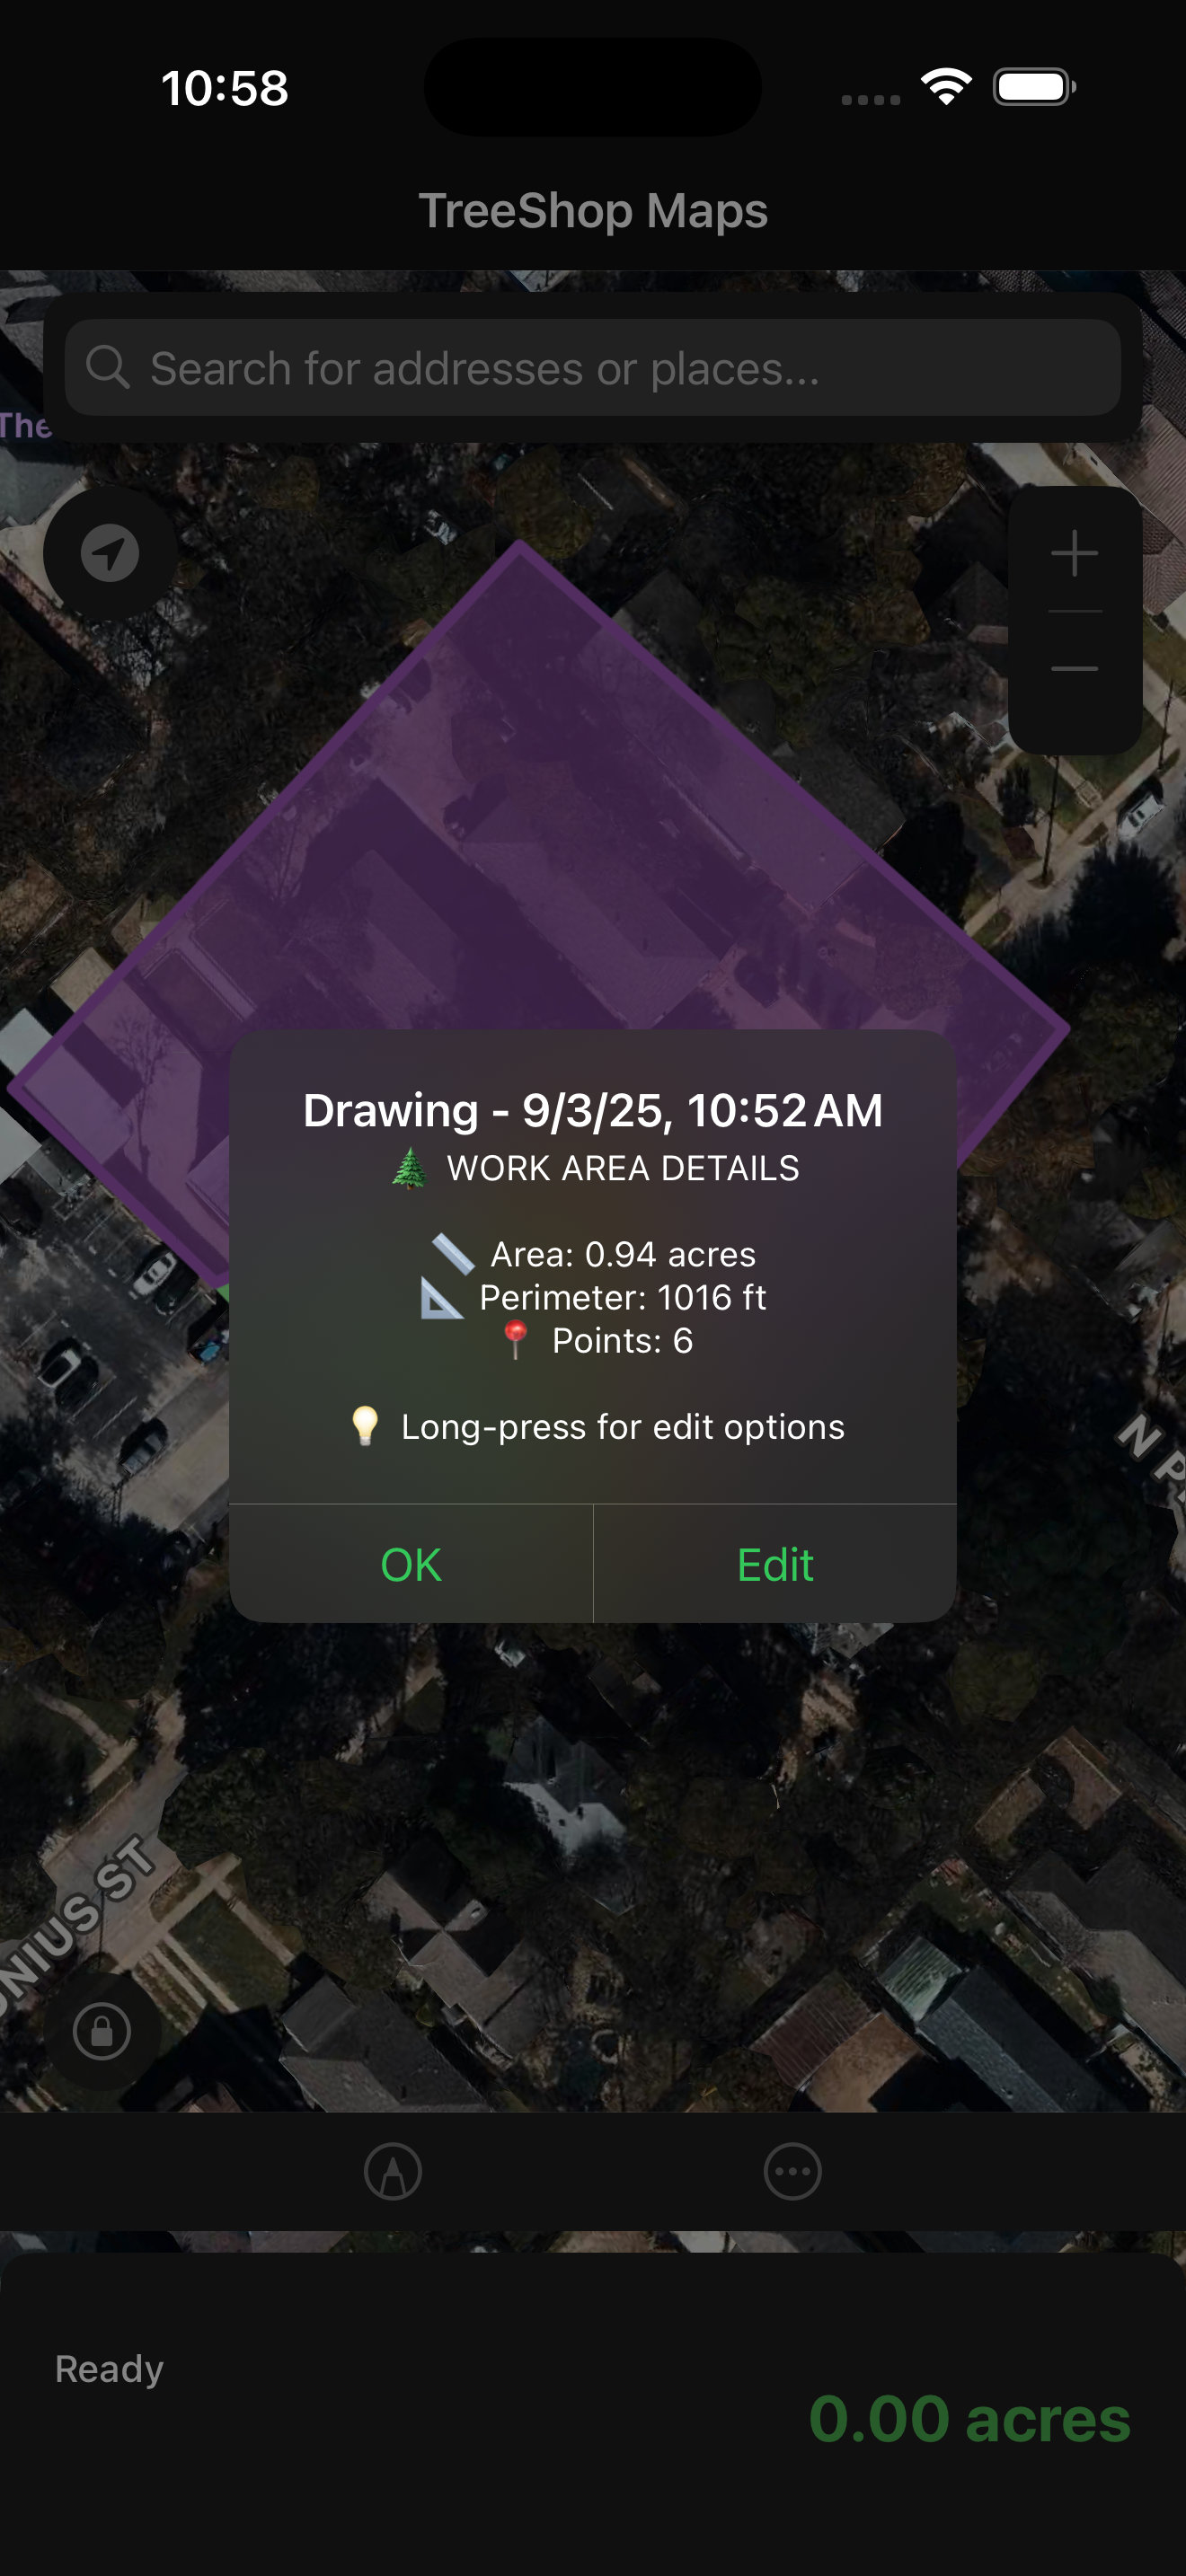 10:58
TreeShop Maps
Search for addresses or places...
The
Drawing - 9/3/25, 10:52 AM
🌲 WORK AREA DETAILS
📏 Area: 0.94 acres
📐 Perimeter: 1016 ft
📍 Points: 6
💡 Long-press for edit options
OK
Edit
N P
NIUS ST
Ready
0.00 acres